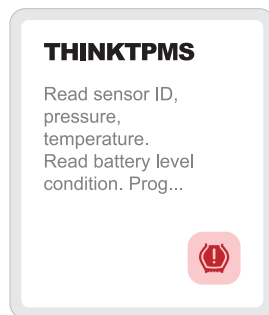 THINKTPMS
Read sensor ID,
pressure,
temperature.
Read battery level
condition. Prog...